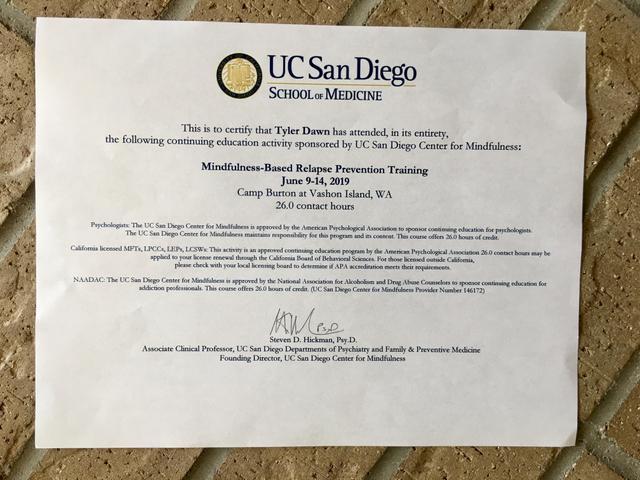 UC San Diego
SCHOOL OF MEDICINE
This is to certify that Tyler Dawn has attended, in its entirety,
the following continuing education activity sponsored by UC San Diego Center for Mindfulness:
Mindfulness-Based Relapse Prevention Training
June 9-14, 2019
Camp Burton at Vashon Island, WA
26.0 contact hours
Psychologists: The UC San Diego Center for Mindfulness is approved by the American Psychological Association to sponsor continuing education for psychologists.
The UC San Diego Center for Mindfulness maintains responsibility for this program and its content. This course offers 26.0 hours of credit.
California licensed MFTs, LPCCs, LEPs, LCSWs: This activity is an approved continuing education program by the American Psychological Association 26.0 contact hours may be
applied to your license renewal through the California Board of Behavioral Sciences. For those licensed outside California,
please check with your local licensing board to determine if APA accreditation meets their requirements.
NAADAC: The UC San Diego Center for Mindfulness is approved by the National Association for Alcoholism and Drug Abuse Counselors to sponsor continuing education for
addiction professionals. This course offers 26.0 hours of credit. (UC San Diego Center for Mindfulness Provider Number 146172)
Psy.D
Steven D. Hickman, Psy.D.
Associate Clinical Professor, UC San Diego Departments of Psychiatry and Family & Preventive Medicine
Founding Director, UC San Diego Center for Mindfulness